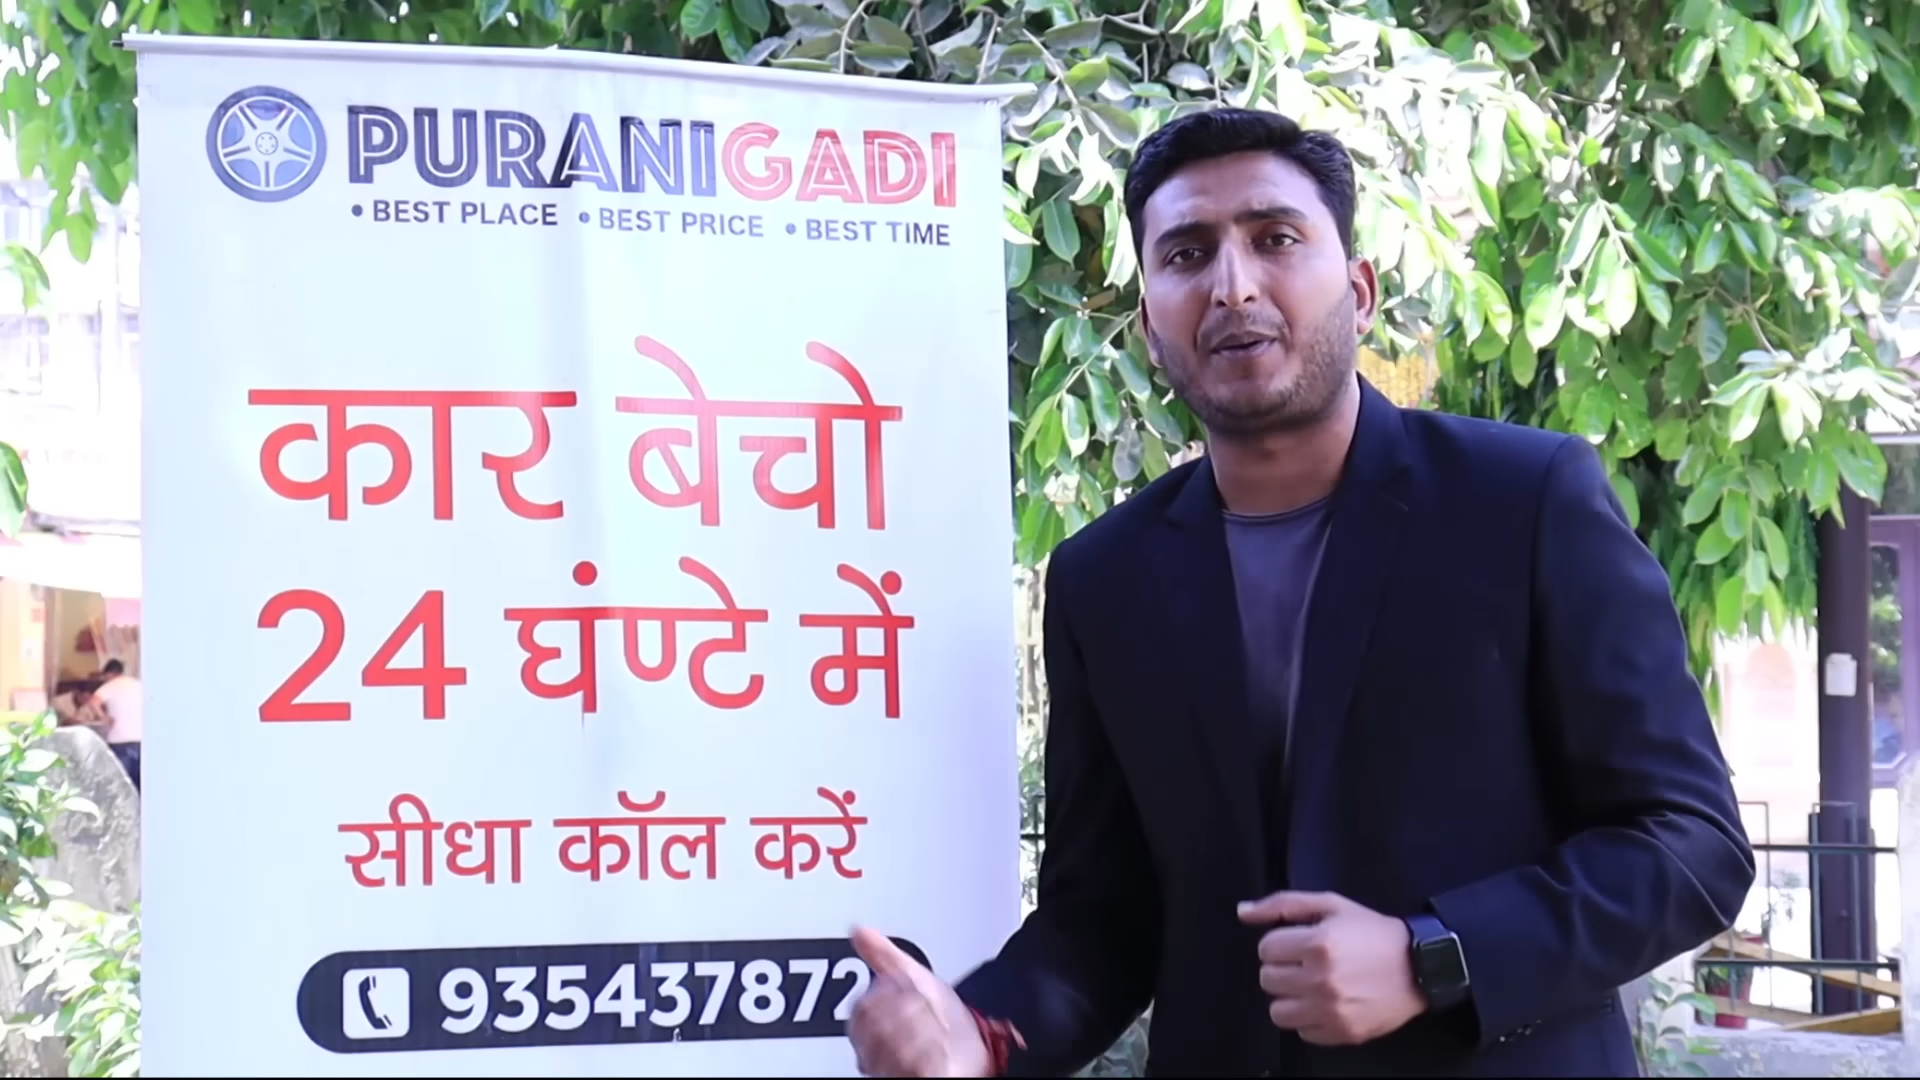 PURANIGADI
• BEST PLACE • BEST PRICE • BEST TIME
कार बेचो
24 घंण्टे में
सीधा कॉल करें
935437872